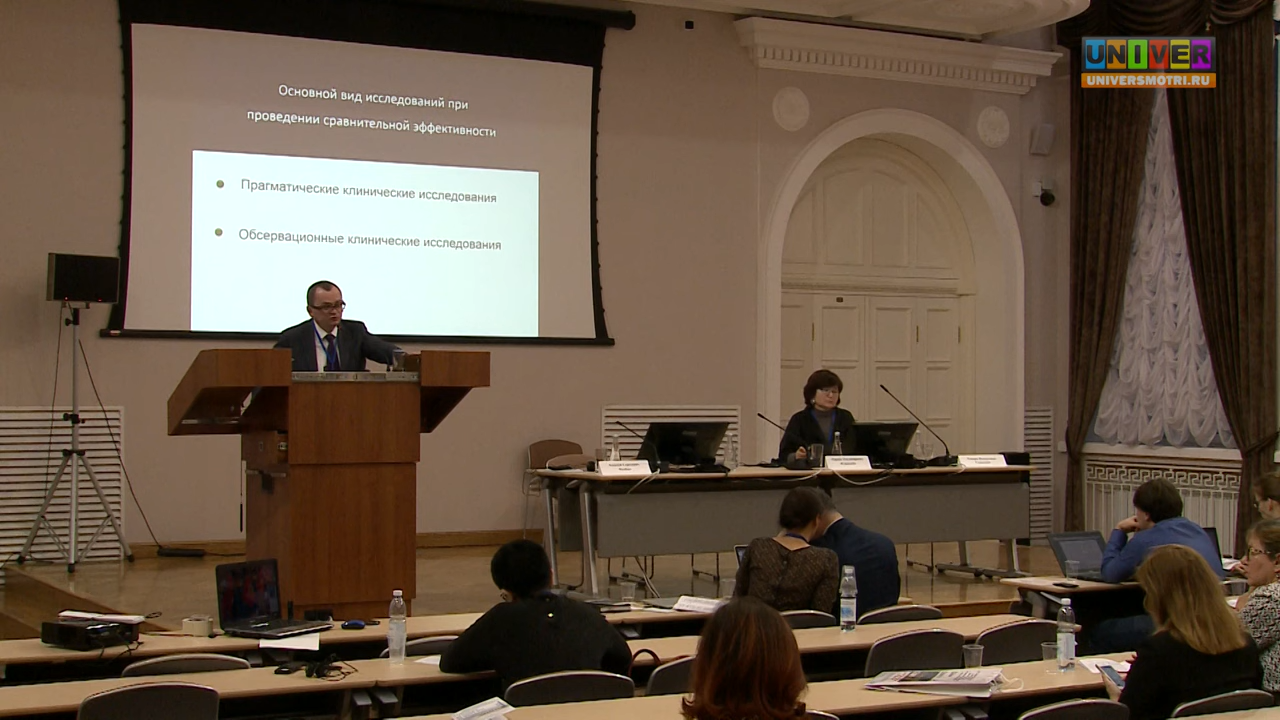 UNIVER
UNIVERSMOTRI.RU
Основной вид исследований при
проведении сравнительной эффективности
Прагматические клинические исследования
Обсервационные клинические исследования